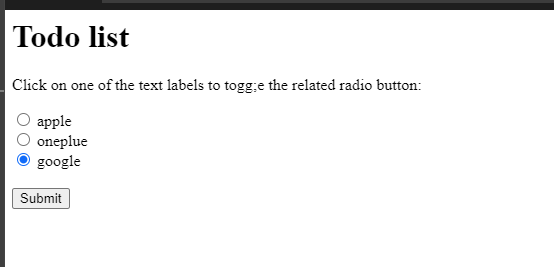 Todo list
Click on one of the text labels to togg;e the related radio button:
apple
oneplue
google
Submit